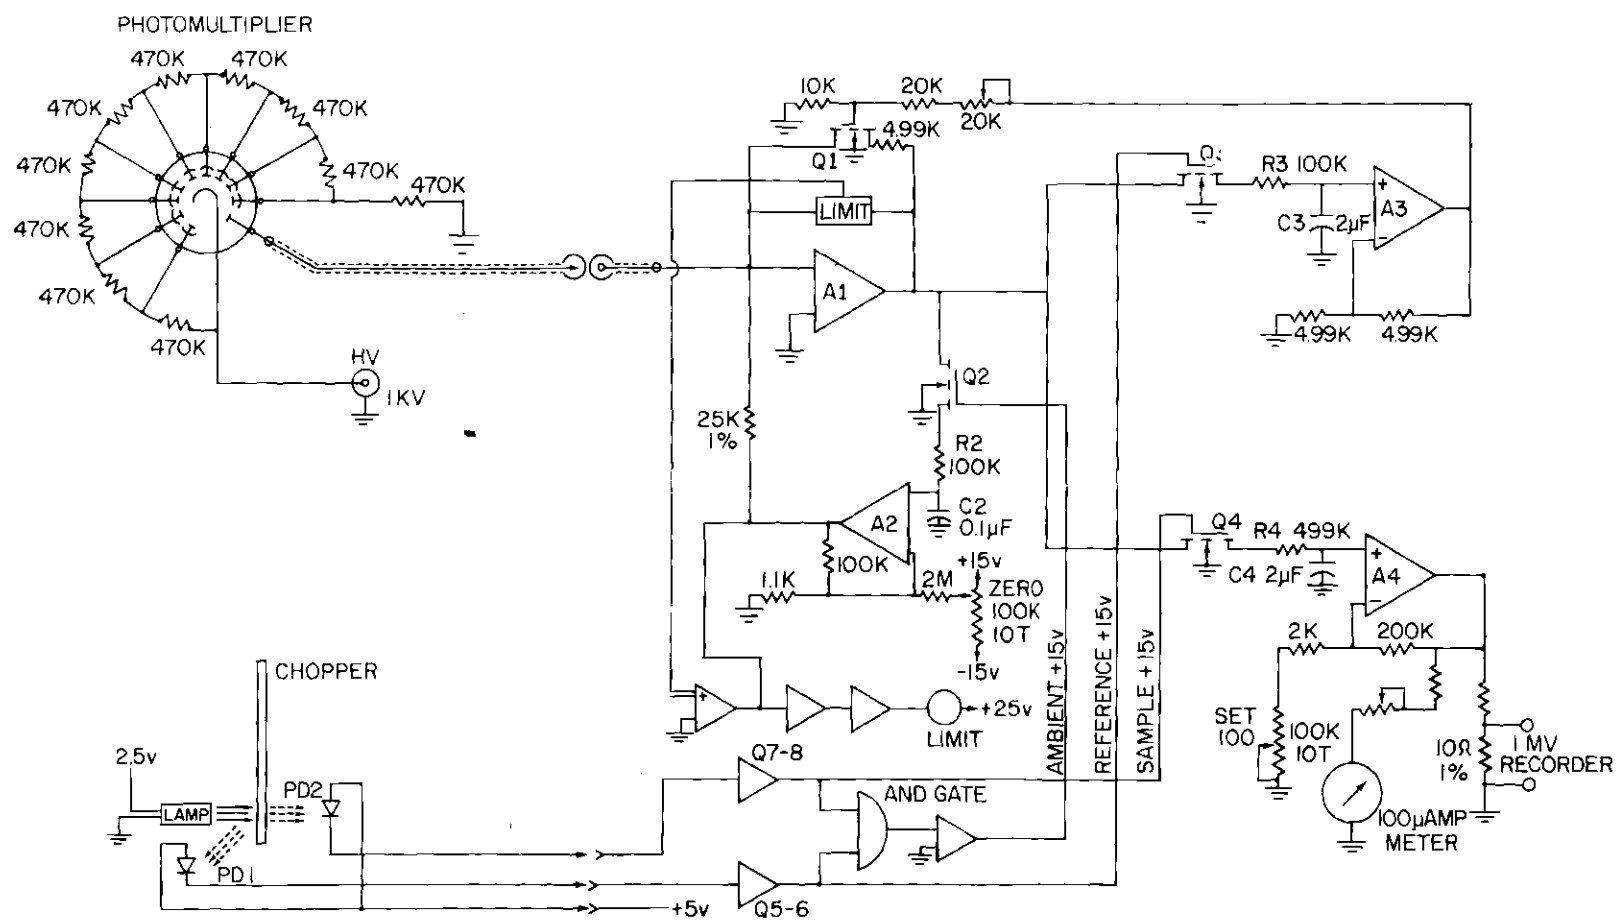 PHOTOMULTIPLIER
470K
470K
470K
470K
470K
470K
470K
470K
470K
470K
HV
1KV
10K
20K
20K
4.99K
Q1
LIMIT
A1
Q2
25K
1%
R2
100K
C2
0.1µF
A2
100K
1.1K
2M
+15v
ZERO
100K
10T
-15v
+
+25v
LIMIT
R3 100K
C3
2µF
+
A3
-
4.99K
4.99K
Q4
R4 499K
C4 2µF
+
A4
-
2K
200K
SET
100
100K
10T
10Ω
1%
1 MV
RECORDER
100µAMP
METER
AMBIENT +15v
REFERENCE +15v
SAMPLE +15v
CHOPPER
2.5v
LAMP
PD2
PD1
Q7-8
AND GATE
Q5-6
+5v